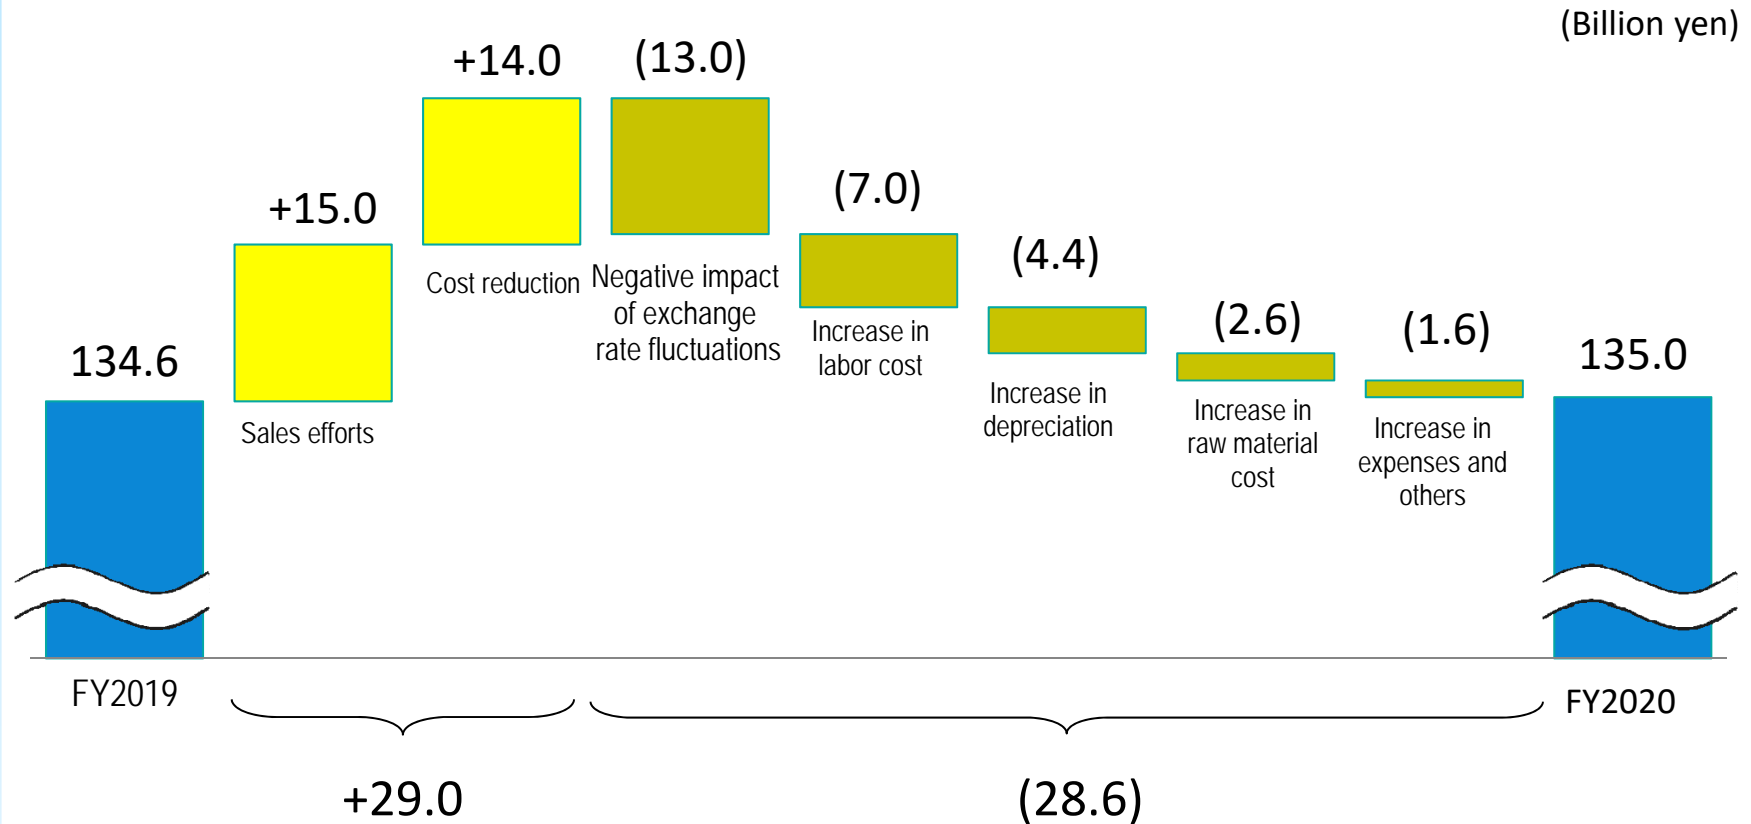 (Billion yen)
+14.0
(13.0)
+15.0
(7.0)
(4.4)
(2.6)
(1.6)
134.6
135.0
Sales efforts
Cost reduction
Negative impact
of exchange
rate fluctuations
Increase in
labor cost
Increase in
depreciation
Increase in
raw material
cost
Increase in
expenses and
others
FY2019
FY2020
+29.0
(28.6)